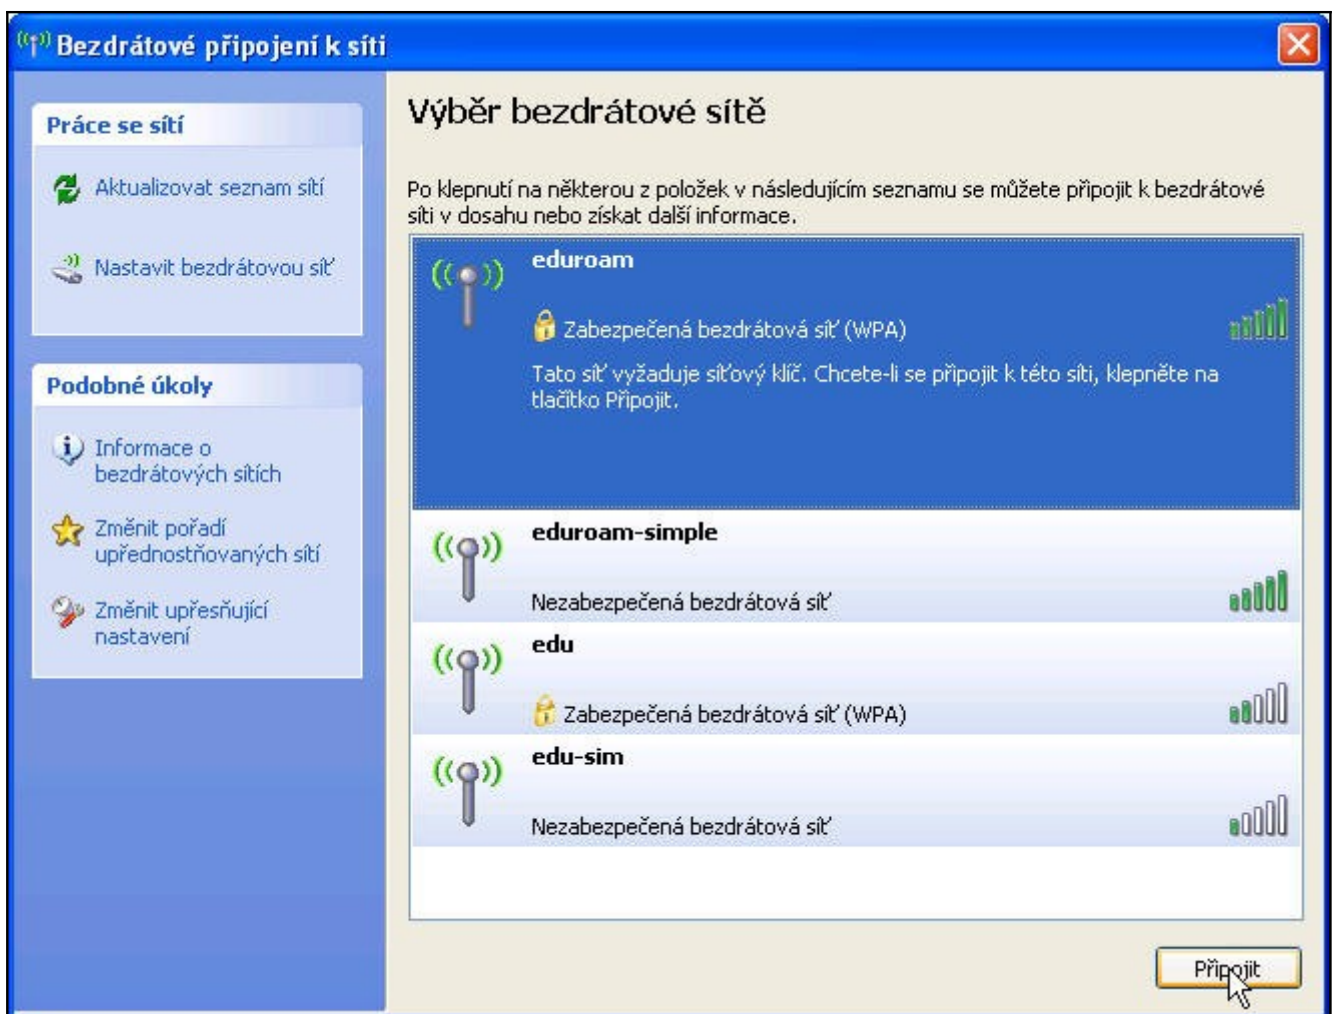 Bezdrátové připojení k síti
Práce se sítí
Aktualizovat seznam sítí
Nastavit bezdrátovou síť
Podobné úkoly
Informace o
bezdrátových sítích
Změnit pořadí
upřednostňovaných sítí
Změnit upřesňující
nastavení
Výběr bezdrátové sítě
Po klepnutí na některou z položek v následujícím seznamu se můžete připojit k bezdrátové
síti v dosahu nebo získat další informace.
eduroam
Zabezpečená bezdrátová síť (WPA)
Tato síť vyžaduje síťový klíč. Chcete-li se připojit k této síti, klepněte na
tlačítko Připojit.
eduroam-simple
Nezabezpečená bezdrátová síť
edu
Zabezpečená bezdrátová síť (WPA)
edu-sim
Nezabezpečená bezdrátová síť
Připojit